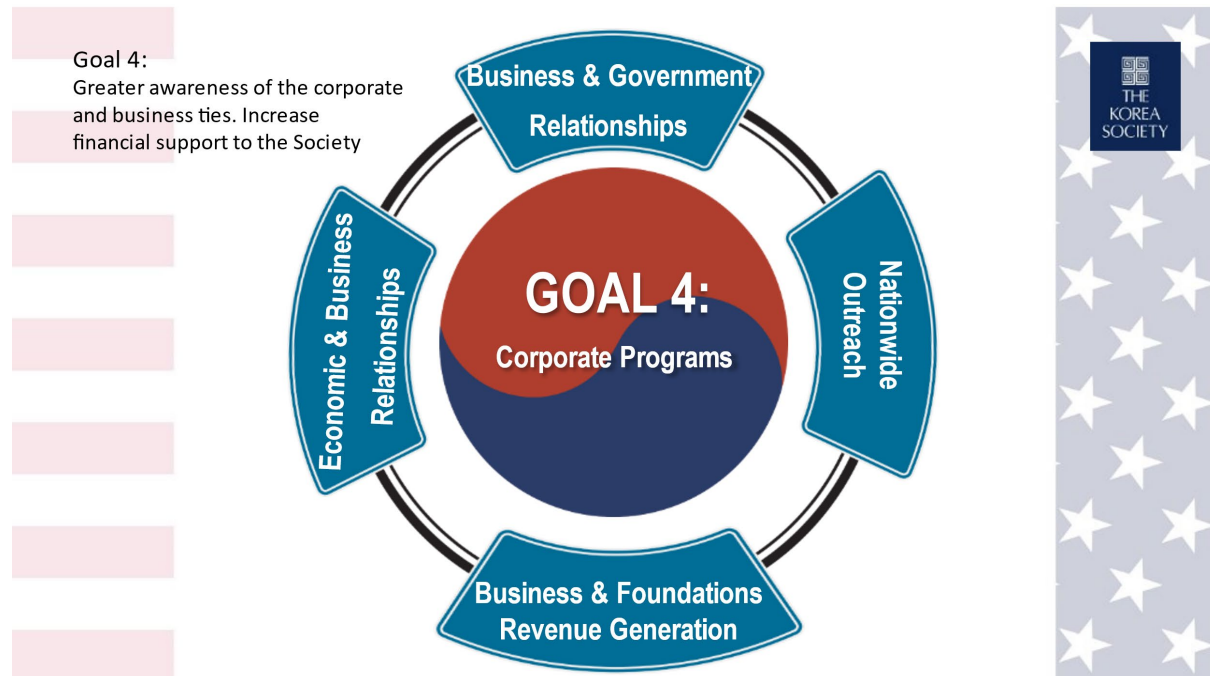 Goal 4:
Greater awareness of the corporate
and business ties. Increase
financial support to the Society
Business & Government
Relationships
THE
KOREA
SOCIETY
Economic & Business
Relationships
GOAL 4:
Corporate Programs
Nationwide
Outreach
Business & Foundations
Revenue Generation